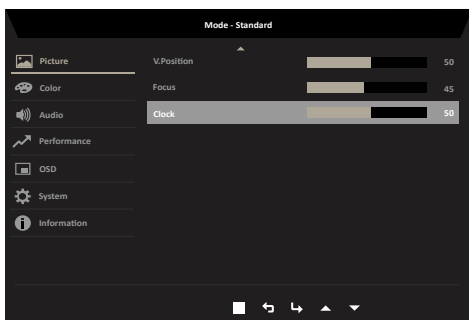 Mode - Standard
Picture
V.Position 50
Color
Focus 45
Audio
Clock 50
Performance
OSD
System
Information